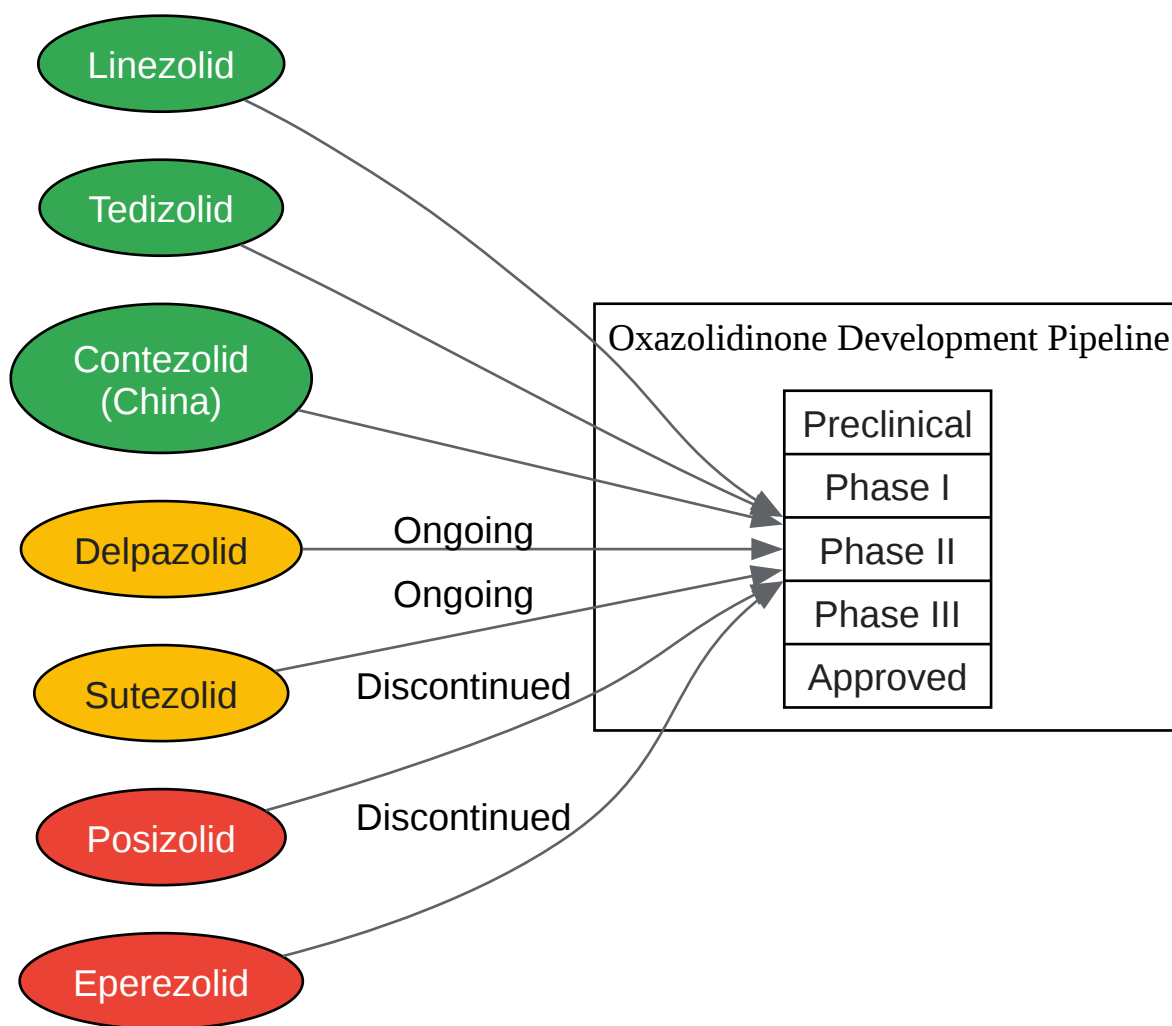 Linezolid
Tedizolid
Contezolid
(China)
Delpazolid
Sutezolid
Posizolid
Eperezolid
Ongoing
Ongoing
Discontinued
Discontinued
Oxazolidinone Development Pipeline
Preclinical
Phase I
Phase II
Phase III
Approved